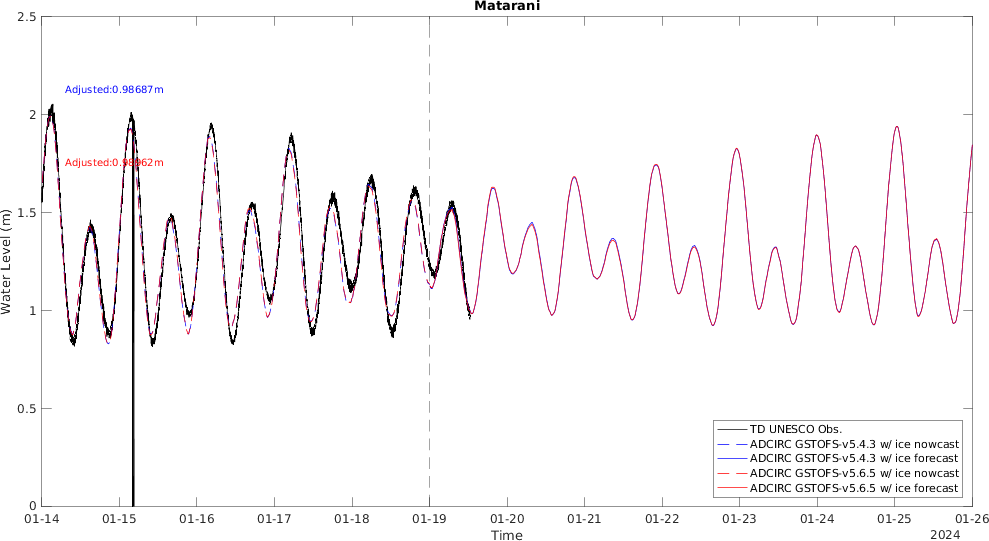 Matarani
2.5
2
1.5
1
0.5
0
Water Level (m)
Adjusted:0.98687m
Adjusted:0.98962m
TD UNESCO Obs.
ADCIRC GSTOFS-v5.4.3 w/ ice nowcast
ADCIRC GSTOFS-v5.4.3 w/ ice forecast
ADCIRC GSTOFS-v5.6.5 w/ ice nowcast
ADCIRC GSTOFS-v5.6.5 w/ ice forecast
01-14 01-15 01-16 01-17 01-18 01-19 01-20 01-21 01-22 01-23 01-24 01-25 01-26
Time
2024